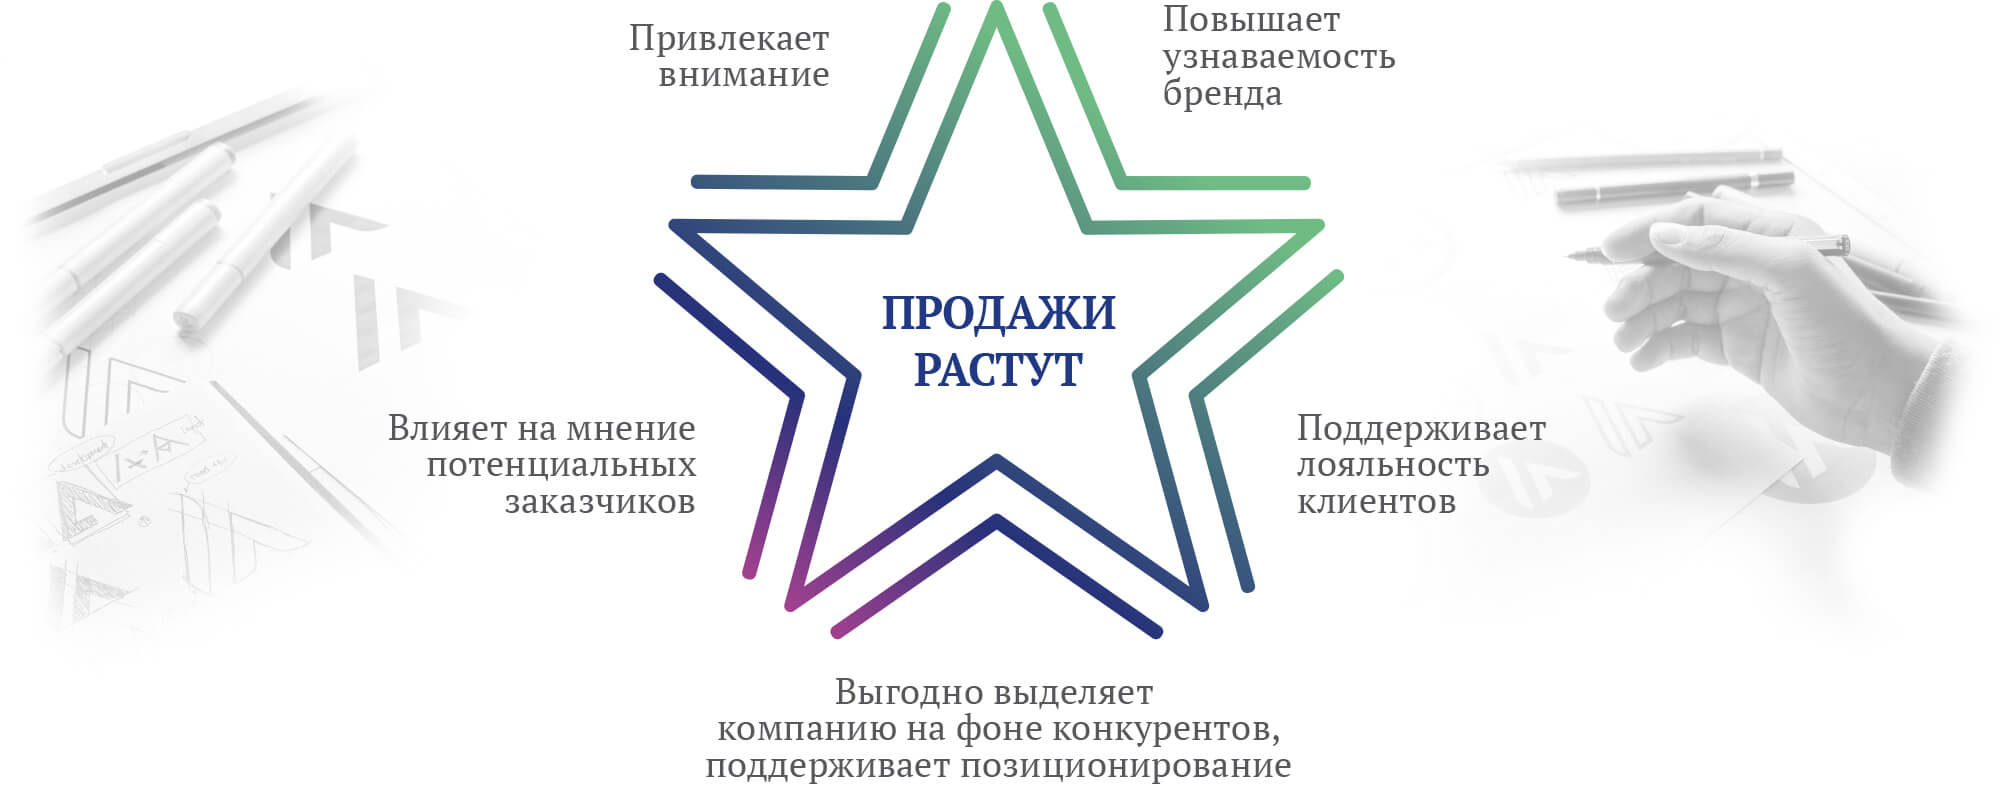 Привлекает
внимание
Повышает
узнаваемость
бренда
ПРОДАЖИ
РАСТУТ
Влияет на мнение
потенциальных
заказчиков
Поддерживает
лояльность
клиентов
Выгодно выделяет
компанию на фоне конкурентов,
поддерживает позиционирование
development